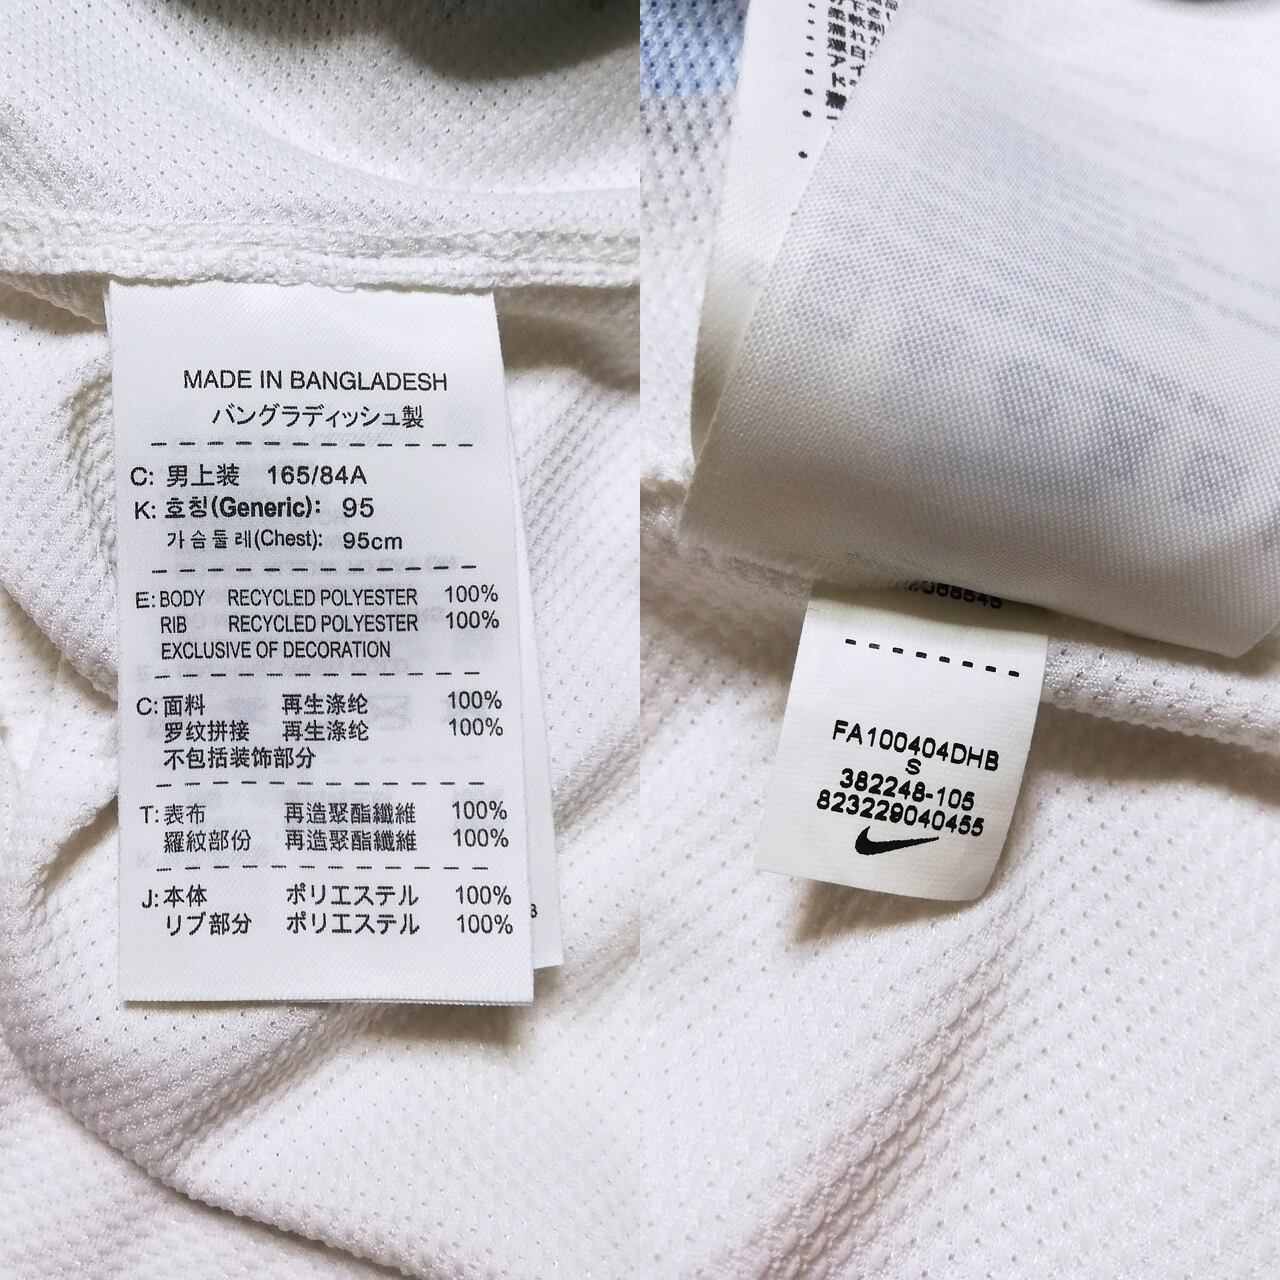 MADE IN BANGLADESH
バングラディッシュ製
C: 男上装 165/84A
K: 호칭(Generic): 95
가슴둘레(Chest): 95cm
E: BODY RECYCLED POLYESTER 100%
RIB RECYCLED POLYESTER 100%
EXCLUSIVE OF DECORATION
C: 面料 再生涤纶 100%
罗纹拼接 再生涤纶 100%
不包括装饰部分
T: 表布 再造聚酯纖維 100%
羅紋部份 再造聚酯纖維 100%
J: 本体 ポリエステル 100%
リブ部分 ポリエステル 100%
FA100404DHB
S
382248-105
823229040455